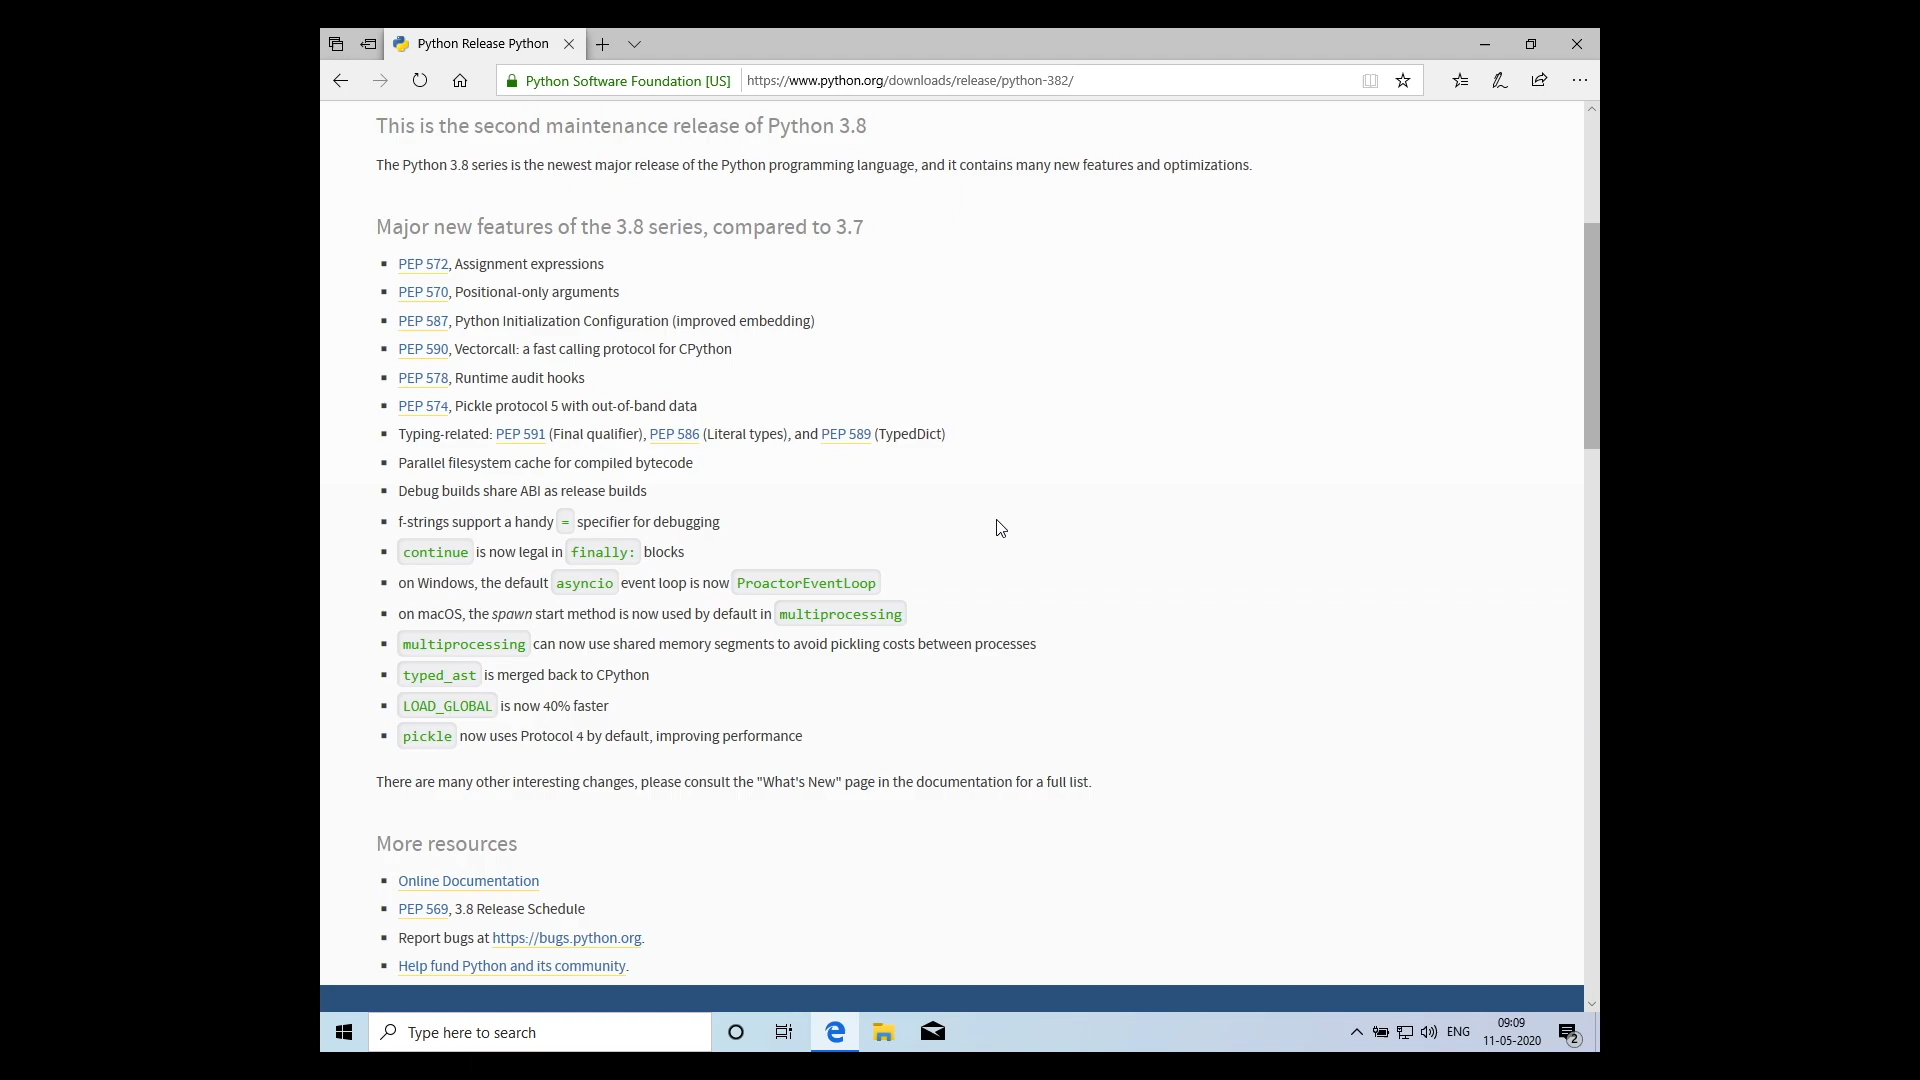 Python Release Python
Python Software Foundation [US] https://www.python.org/downloads/release/python-382/
This is the second maintenance release of Python 3.8
The Python 3.8 series is the newest major release of the Python programming language, and it contains many new features and optimizations.
Major new features of the 3.8 series, compared to 3.7
PEP 572, Assignment expressions
PEP 570, Positional-only arguments
PEP 587, Python Initialization Configuration (improved embedding)
PEP 590, Vectorcall: a fast calling protocol for CPython
PEP 578, Runtime audit hooks
PEP 574, Pickle protocol 5 with out-of-band data
Typing-related: PEP 591 (Final qualifier), PEP 586 (Literal types), and PEP 589 (TypedDict)
Parallel filesystem cache for compiled bytecode
Debug builds share ABI as release builds
f-strings support a handy = specifier for debugging
continue is now legal in finally: blocks
on Windows, the default asyncio event loop is now ProactorEventLoop
on macOS, the spawn start method is now used by default in multiprocessing
multiprocessing can now use shared memory segments to avoid pickling costs between processes
typed_ast is merged back to CPython
LOAD_GLOBAL is now 40% faster
pickle now uses Protocol 4 by default, improving performance
There are many other interesting changes, please consult the "What's New" page in the documentation for a full list.
More resources
Online Documentation
PEP 569, 3.8 Release Schedule
Report bugs at https://bugs.python.org.
Help fund Python and its community.
Type here to search
ENG
09:09
11-05-2020
2